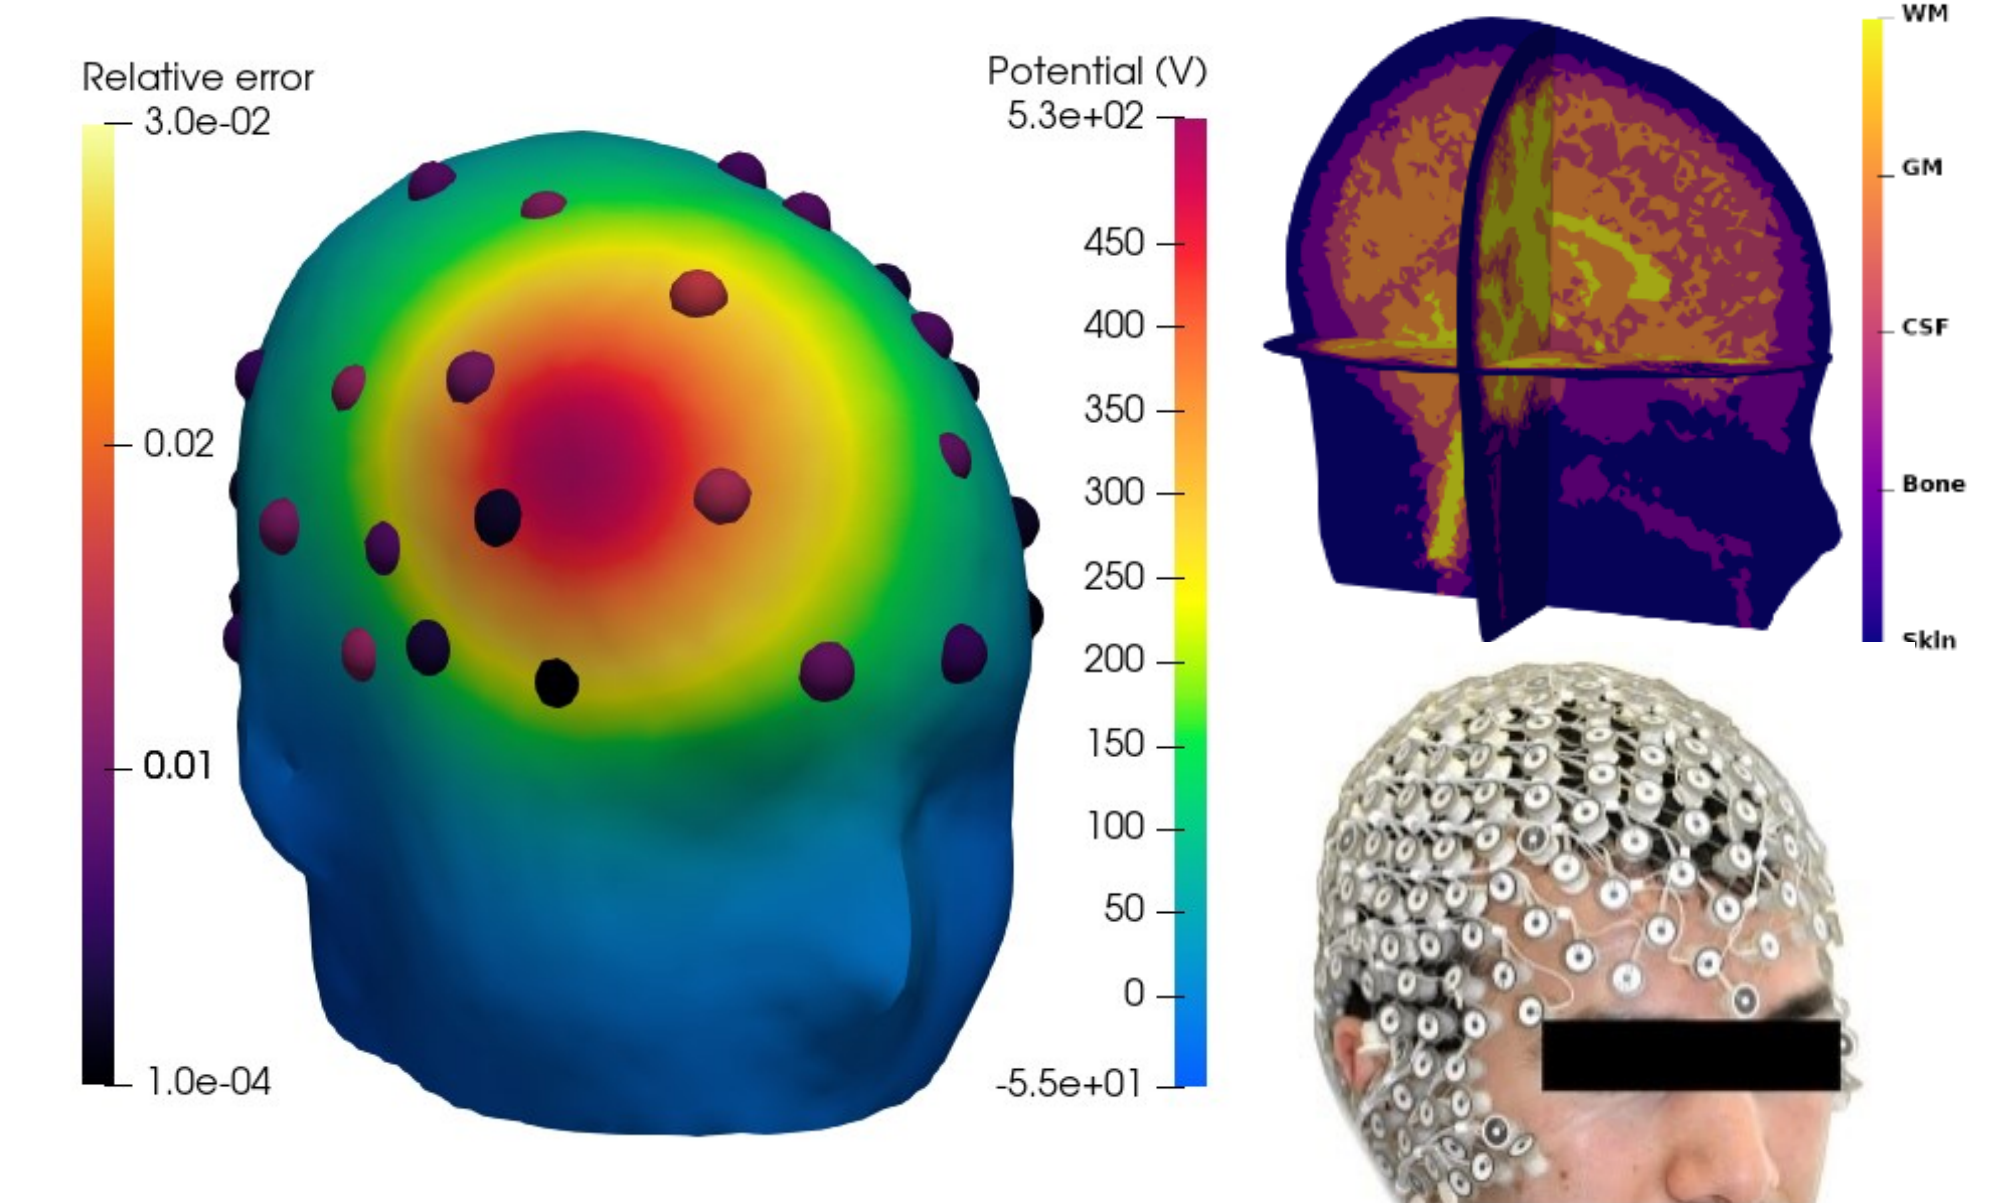 Relative error
3.0e-02
0.02
0.01
1.0e-04
Potential (V)
5.3e+02
450
400
350
300
250
200
150
100
50
0
-5.5e+01
WM
GM
CSF
Bone
Skin